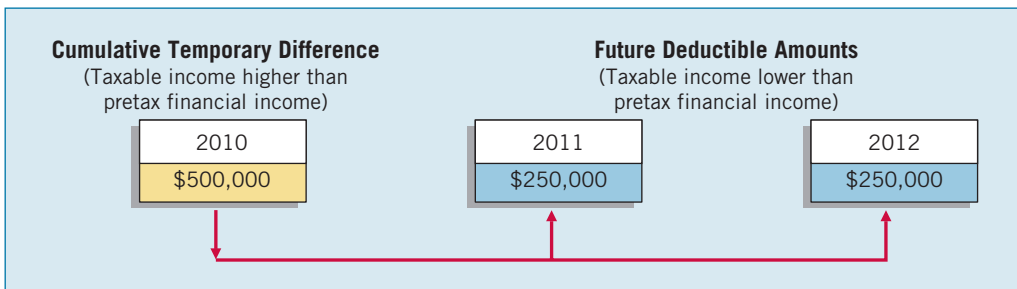 Cumulative Temporary Difference
(Taxable income higher than
pretax financial income)
2010
$500,000
Future Deductible Amounts
(Taxable income lower than
pretax financial income)
2011
$250,000
2012
$250,000